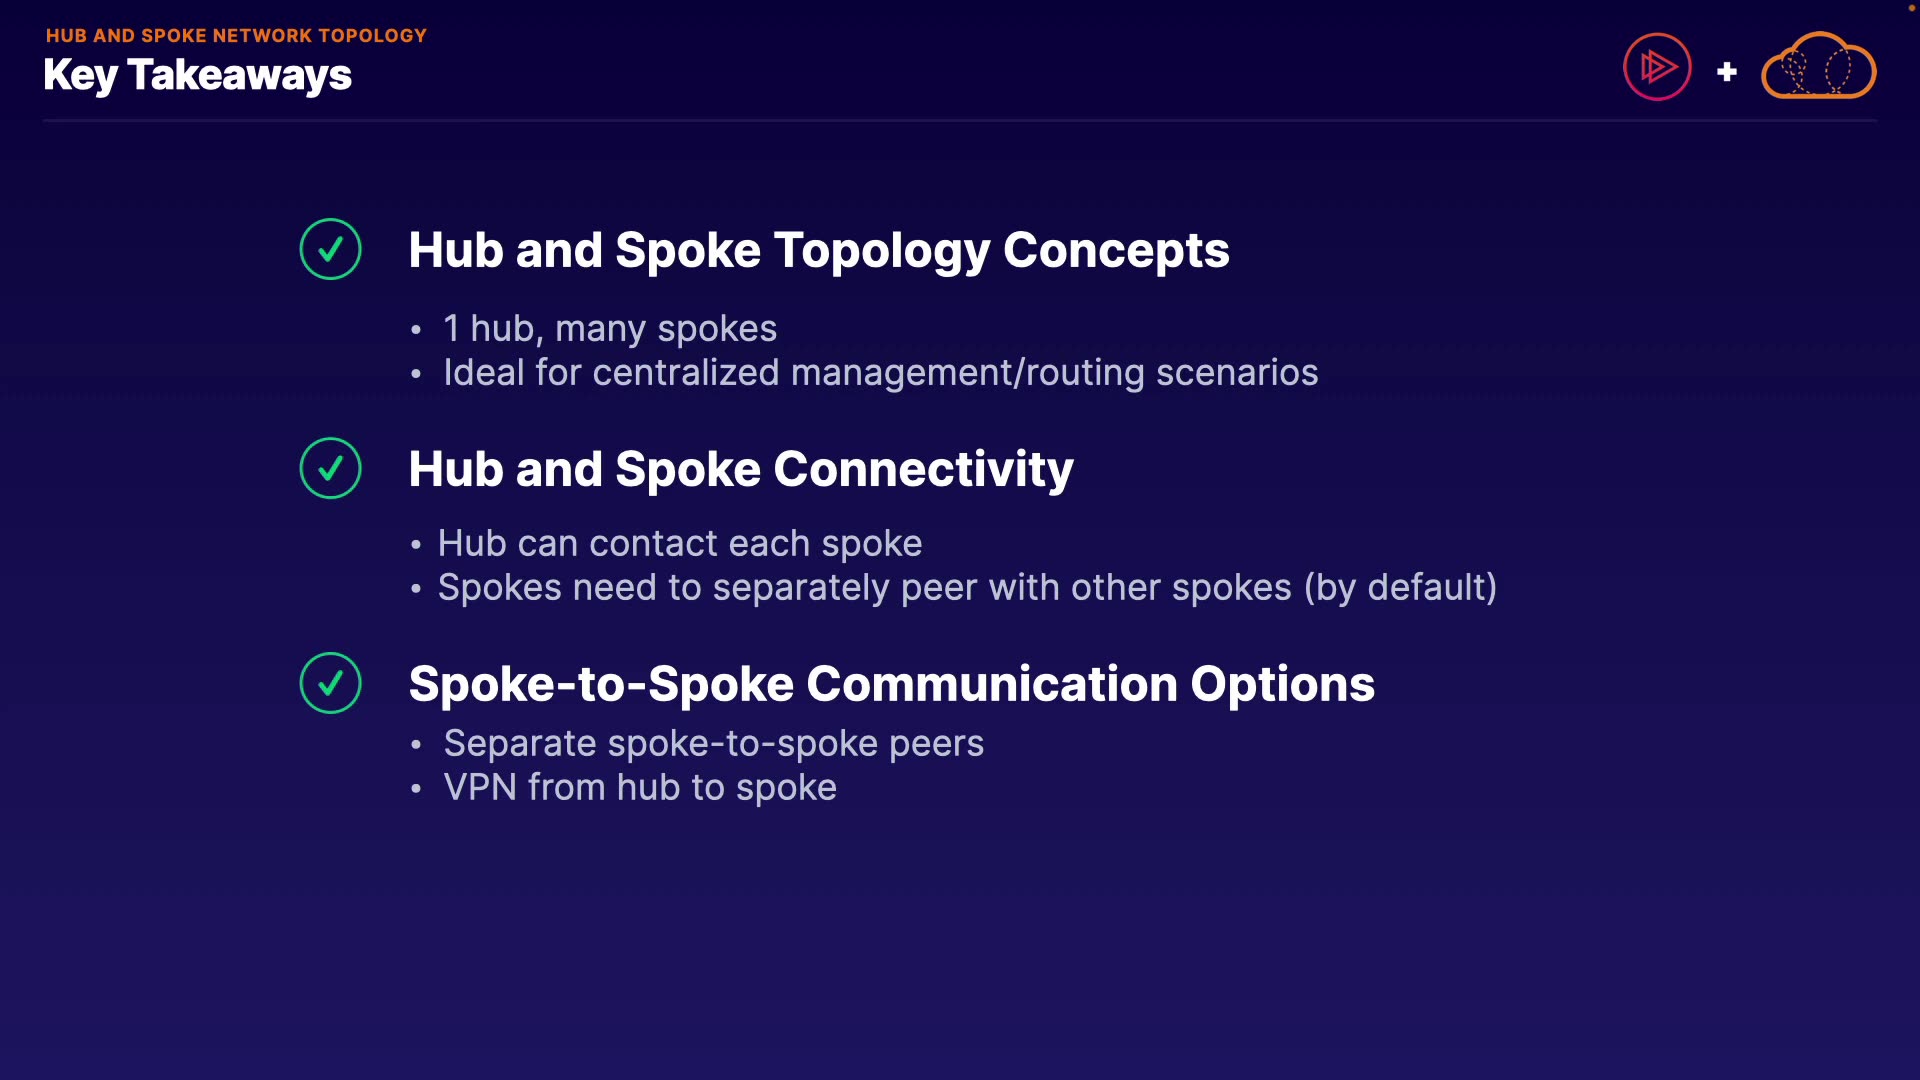 HUB AND SPOKE NETWORK TOPOLOGY
Key Takeaways
Hub and Spoke Topology Concepts
• 1 hub, many spokes
• Ideal for centralized management/routing scenarios
Hub and Spoke Connectivity
• Hub can contact each spoke
• Spokes need to separately peer with other spokes (by default)
Spoke-to-Spoke Communication Options
• Separate spoke-to-spoke peers
• VPN from hub to spoke